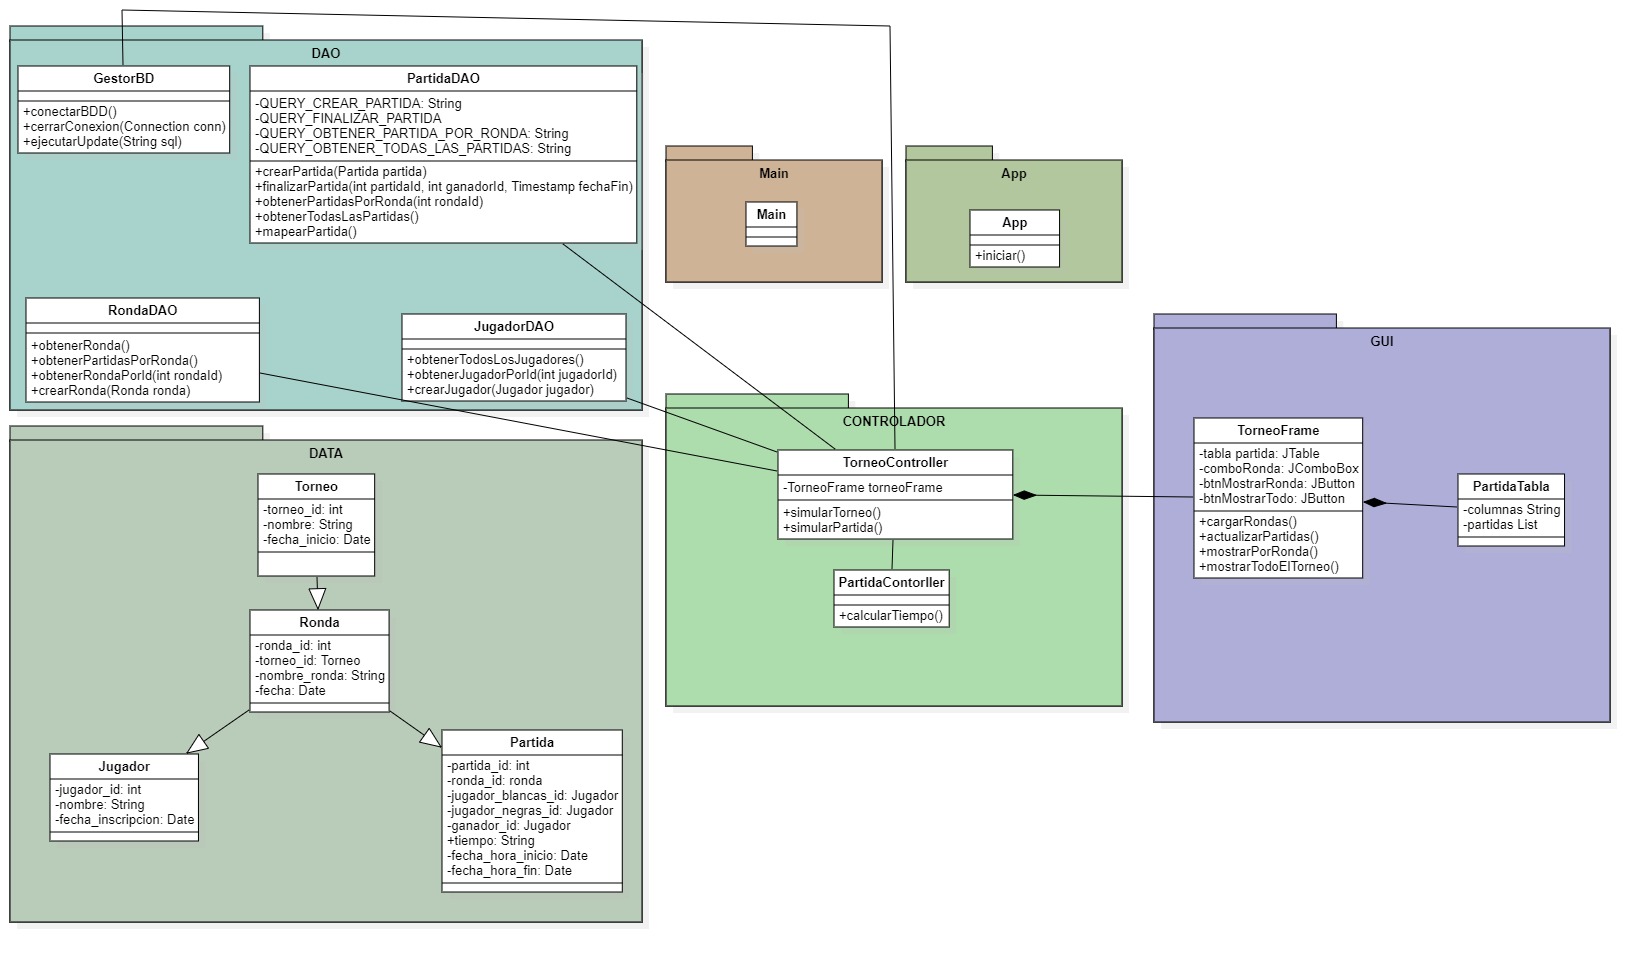 DAO
GestorBD
+conectarBDD()
+cerrarConexion(Connection conn)
+ejecutarUpdate(String sql)
PartidaDAO
-QUERY_CREAR_PARTIDA: String
-QUERY_FINALIZAR_PARTIDA
-QUERY_OBTENER_PARTIDA_POR_RONDA: String
-QUERY_OBTENER_TODAS_LAS_PARTIDAS: String
+crearPartida(Partida partida)
+finalizarPartida(int partidaId, int ganadorId, Timestamp fechaFin)
+obtenerPartidasPorRonda(int rondaId)
+obtenerTodasLasPartidas()
+mapearPartida()
RondaDAO
+obtenerRonda()
+obtenerPartidasPorRonda()
+obtenerRondaPorId(int rondaId)
+crearRonda(Ronda ronda)
JugadorDAO
+obtenerTodosLosJugadores()
+obtenerJugadorPorId(int jugadorId)
+crearJugador(Jugador jugador)
Main
Main
App
App
+iniciar()
DATA
Torneo
-torneo_id: int
-nombre: String
-fecha_inicio: Date
Ronda
-ronda_id: int
-torneo_id: Torneo
-nombre_ronda: String
-fecha: Date
Jugador
-jugador_id: int
-nombre: String
-fecha_inscripcion: Date
Partida
-partida_id: int
-ronda_id: ronda
-jugador_blancas_id: Jugador
-jugador_negras_id: Jugador
-ganador_id: Jugador
+tiempo: String
-fecha_hora_inicio: Date
-fecha_hora_fin: Date
CONTROLADOR
TorneoController
-TorneoFrame torneoFrame
+simularTorneo()
+simularPartida()
PartidaContorller
+calcularTiempo()
GUI
TorneoFrame
-tabla partida: JTable
-comboRonda: JComboBox
-btnMostrarRonda: JButton
-btnMostrarTodo: JButton
+cargarRondas()
+actualizarPartidas()
+mostrarPorRonda()
+mostrarTodoElTorneo()
PartidaTabla
-columnas String
-partidas List